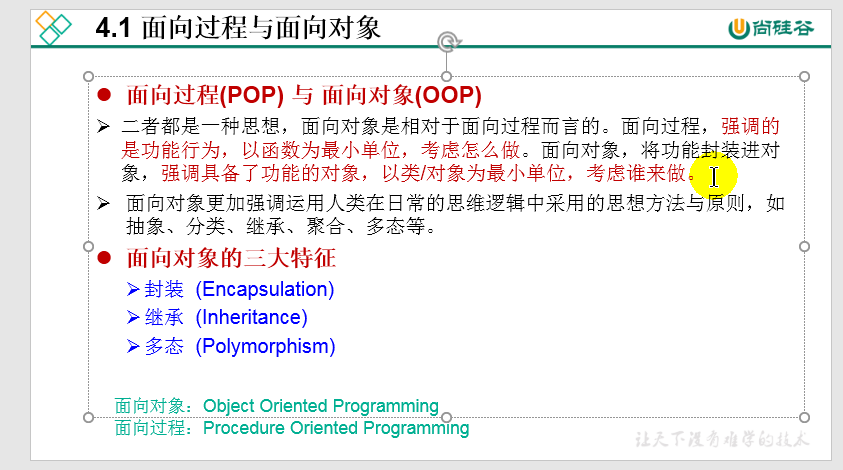 4.1 面向过程与面向对象
尚硅谷
面向过程(POP) 与 面向对象(OOP)
二者都是一种思想，面向对象是相对于面向过程而言的。面向过程，强调的
是功能行为，以函数为最小单位，考虑怎么做。面向对象，将功能封装进对
象，强调具备了功能的对象，以类/对象为最小单位，考虑谁来做。
面向对象更加强调运用人类在日常的思维逻辑中采用的思想方法与原则，如
抽象、分类、继承、聚合、多态等。
面向对象的三大特征
封装 (Encapsulation)
继承 (Inheritance)
多态 (Polymorphism)
面向对象：Object Oriented Programming
面向过程：Procedure Oriented Programming
让天下没有难学的技术